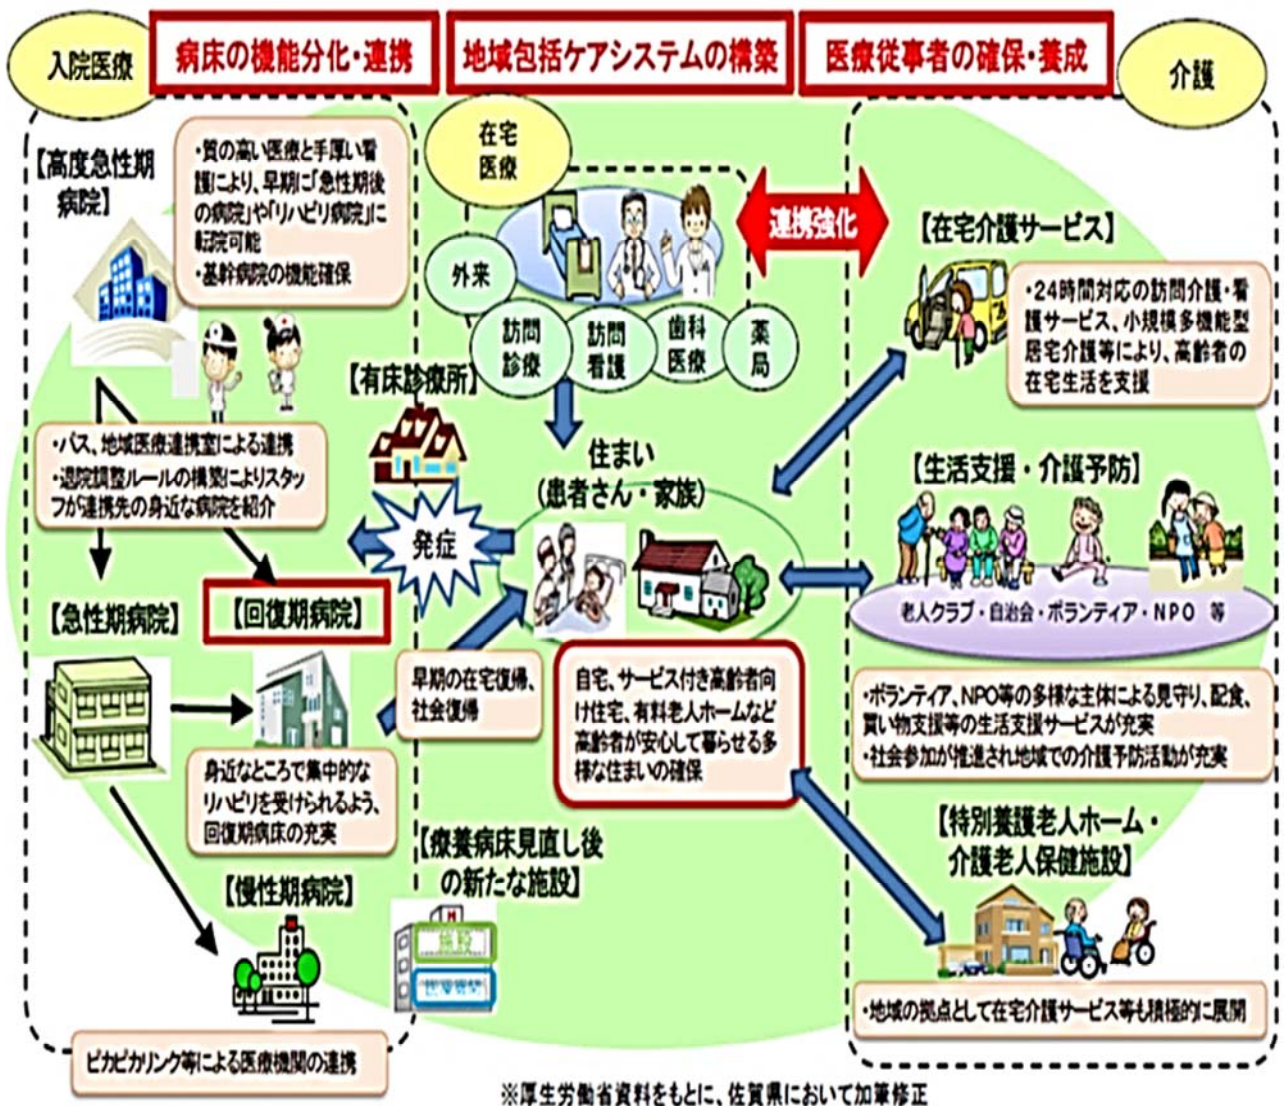 入院医療
病床の機能分化・連携
地域包括ケアシステムの構築
医療従事者の確保・養成
介護
【高度急性期
病院】
・質の高い医療と手厚い看
護により、早期に「急性期後
の病院」や「リハビリ病院」に
転院可能
・基幹病院の機能確保
在宅
医療
外来
訪問
診療
訪問
看護
歯科
医療
薬
局
連携強化
【在宅介護サービス】
・24時間対応の訪問介護・看
護サービス、小規模多機能型
居宅介護等により、高齢者の
在宅生活を支援
【有床診療所】
・パス、地域医療連携室による連携
・退院調整ルールの構築によりスタッ
フが連携先の身近な病院を紹介
住まい
(患者さん・家族)
発症
【生活支援・介護予防】
老人クラブ・自治会・ボランティア・NPO 等
【急性期病院】
【回復期病院】
早期の在宅復帰、
社会復帰
自宅、サービス付き高齢者向
け住宅、有料老人ホームなど
高齢者が安心して暮らせる多
様な住まいの確保
・ボランティア、NPO等の多様な主体による見守り、配食、
買い物支援等の生活支援サービスが充実
・社会参加が推進され地域での介護予防活動が充実
身近なところで集中的な
リハビリを受けられるよう、
回復期病床の充実
【慢性期病院】
【療養病床見直し後
の新たな施設】
H
施設
医療機関
【特別養護老人ホーム・
介護老人保健施設】
・地域の拠点として在宅介護サービス等も積極的に展開
ピカピカリンク等による医療機関の連携
※厚生労働省資料をもとに、佐賀県において加筆修正